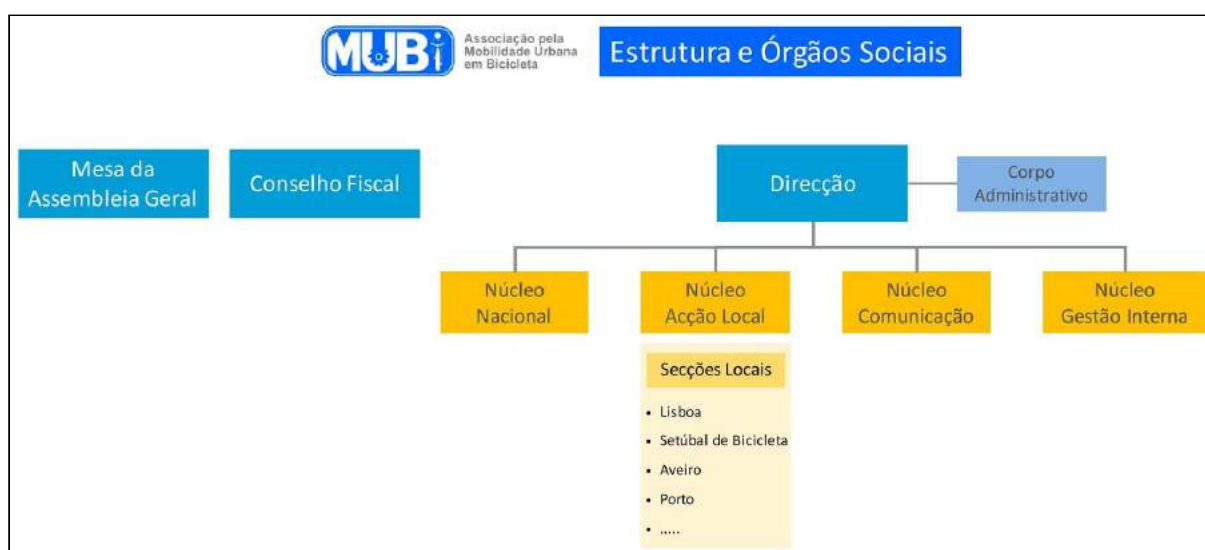 MUBi
Associação pela
Mobilidade Urbana
em Bicicleta
Estrutura e Órgãos Sociais
Mesa da
Assembleia Geral
Conselho Fiscal
Direcção
Corpo
Administrativo
Núcleo
Nacional
Núcleo
Acção Local
Núcleo
Comunicação
Núcleo
Gestão Interna
Secções Locais
• Lisboa
• Setúbal de Bicicleta
• Aveiro
• Porto
• .....